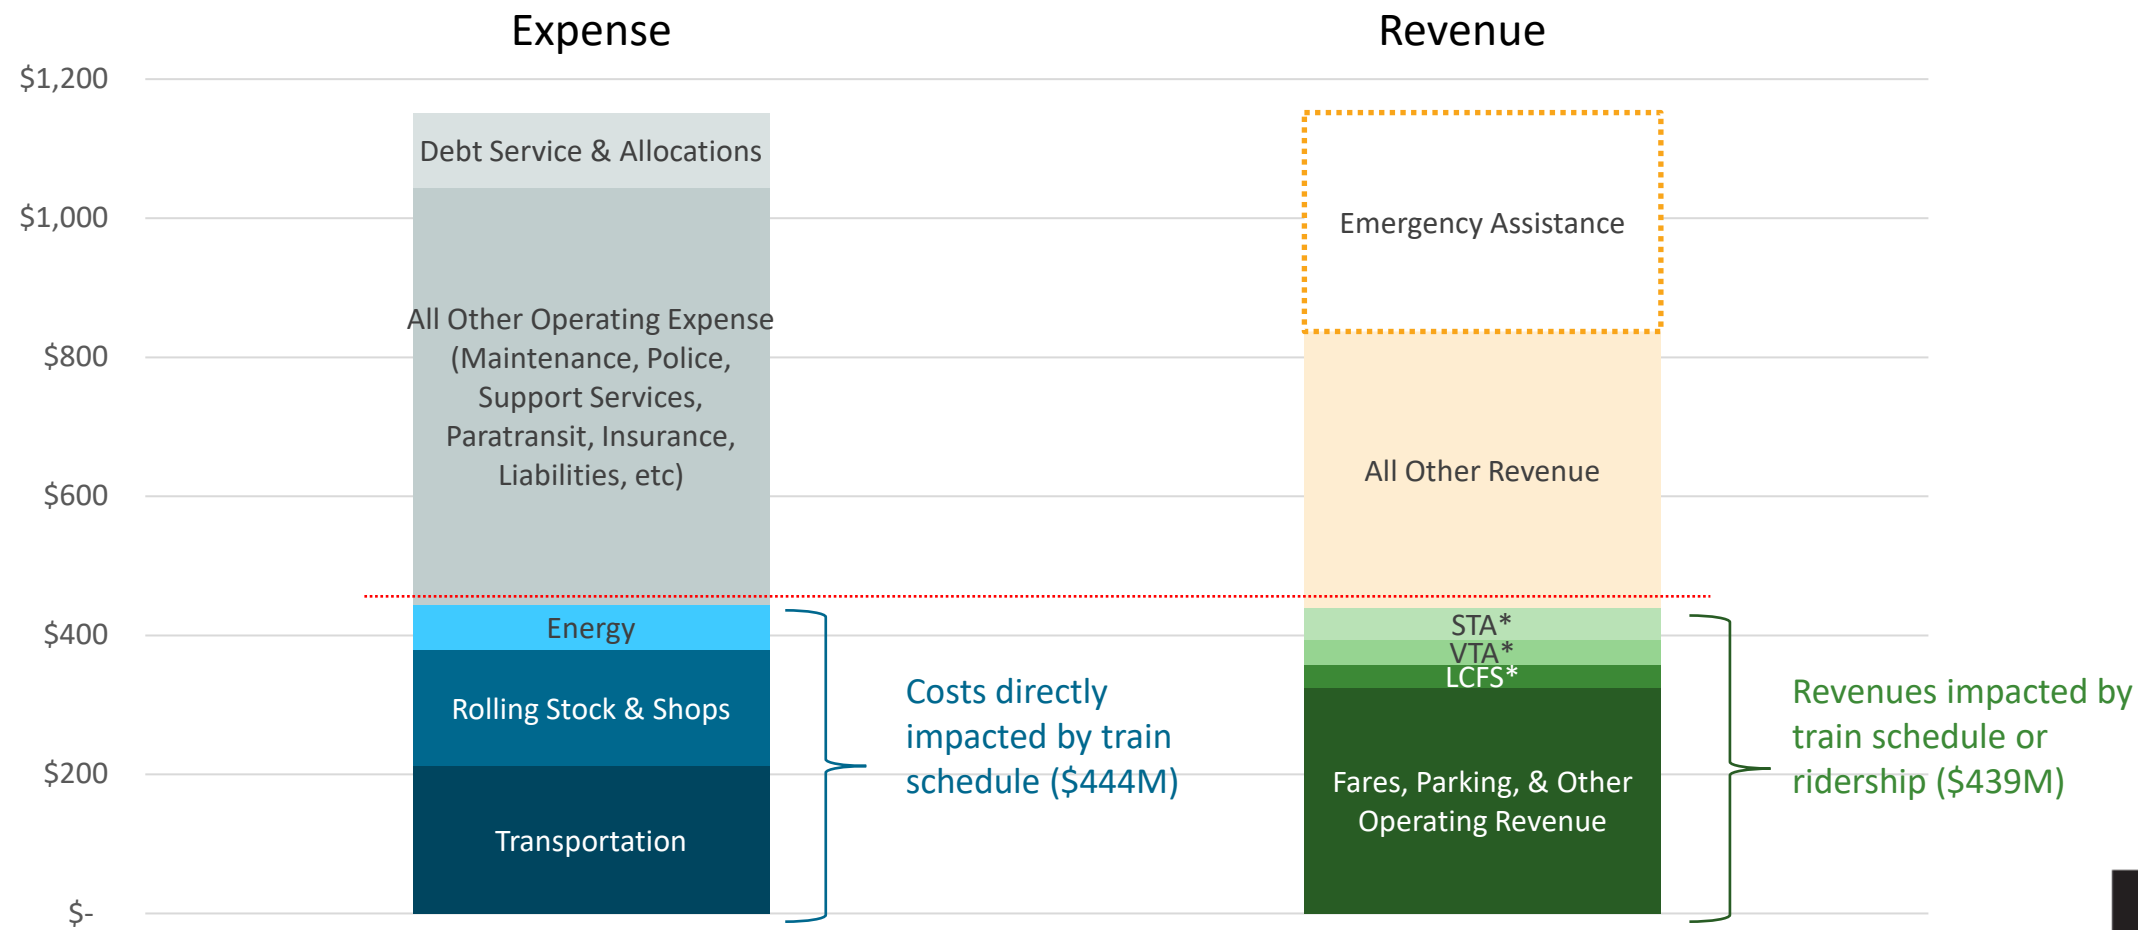 Expense
Revenue
$1,200
$1,000
$800
$600
$400
$200
$-
Debt Service & Allocations
All Other Operating Expense
(Maintenance, Police,
Support Services,
Paratransit, Insurance,
Liabilities, etc)
Energy
Rolling Stock & Shops
Transportation
Costs directly
impacted by train
schedule ($444M)
Emergency Assistance
All Other Revenue
STA*
VTA*
LCFS*
Fares, Parking, & Other
Operating Revenue
Revenues impacted by
train schedule or
ridership ($439M)